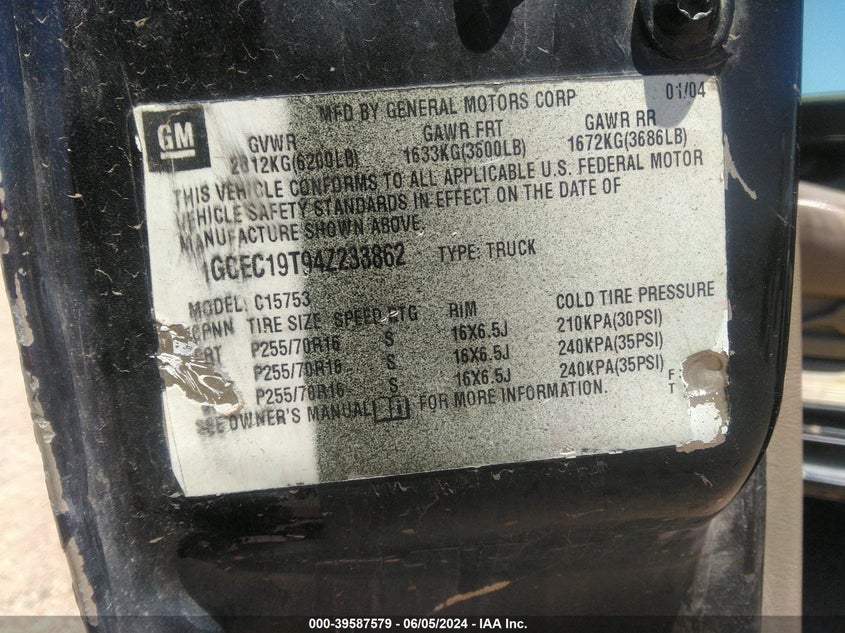 MFD BY GENERAL MOTORS CORP 01/04
GM
GVWR GAWR FRT GAWR RR
2812KG(6200LB) 1633KG(3600LB) 1672KG(3686LB)
THIS VEHICLE CONFORMS TO ALL APPLICABLE U.S. FEDERAL MOTOR
VEHICLE SAFETY STANDARDS IN EFFECT ON THE DATE OF
MANUFACTURE SHOWN ABOVE.
1GCEC19T94Z233862 TYPE: TRUCK
MODEL: C15753
TIRE SIZE SPEED RTG RIM COLD TIRE PRESSURE
FRT P255/70R16 S 16X6.5J 210KPA(30PSI)
P255/70R16 S 16X6.5J 240KPA(35PSI)
P255/70R16 S 16X6.5J 240KPA(35PSI)
SEE OWNER'S MANUAL FOR MORE INFORMATION.
F
T
000-39587579 - 06/05/2024 - IAA Inc.